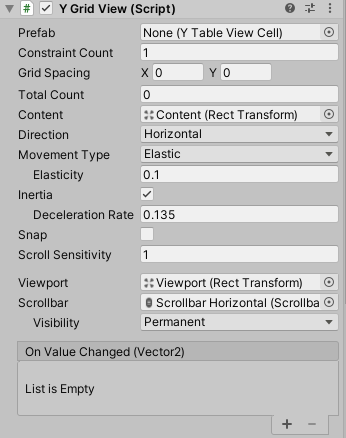 Y Grid View (Script)
Prefab None (Y Table View Cell)
Constraint Count 1
Grid Spacing X 0 Y 0
Total Count 0
Content Content (Rect Transform)
Direction Horizontal
Movement Type Elastic
Elasticity 0.1
Inertia
Deceleration Rate 0.135
Snap
Scroll Sensitivity 1
Viewport Viewport (Rect Transform)
Scrollbar Scrollbar Horizontal (Scrollba
Visibility Permanent
On Value Changed (Vector2)
List is Empty